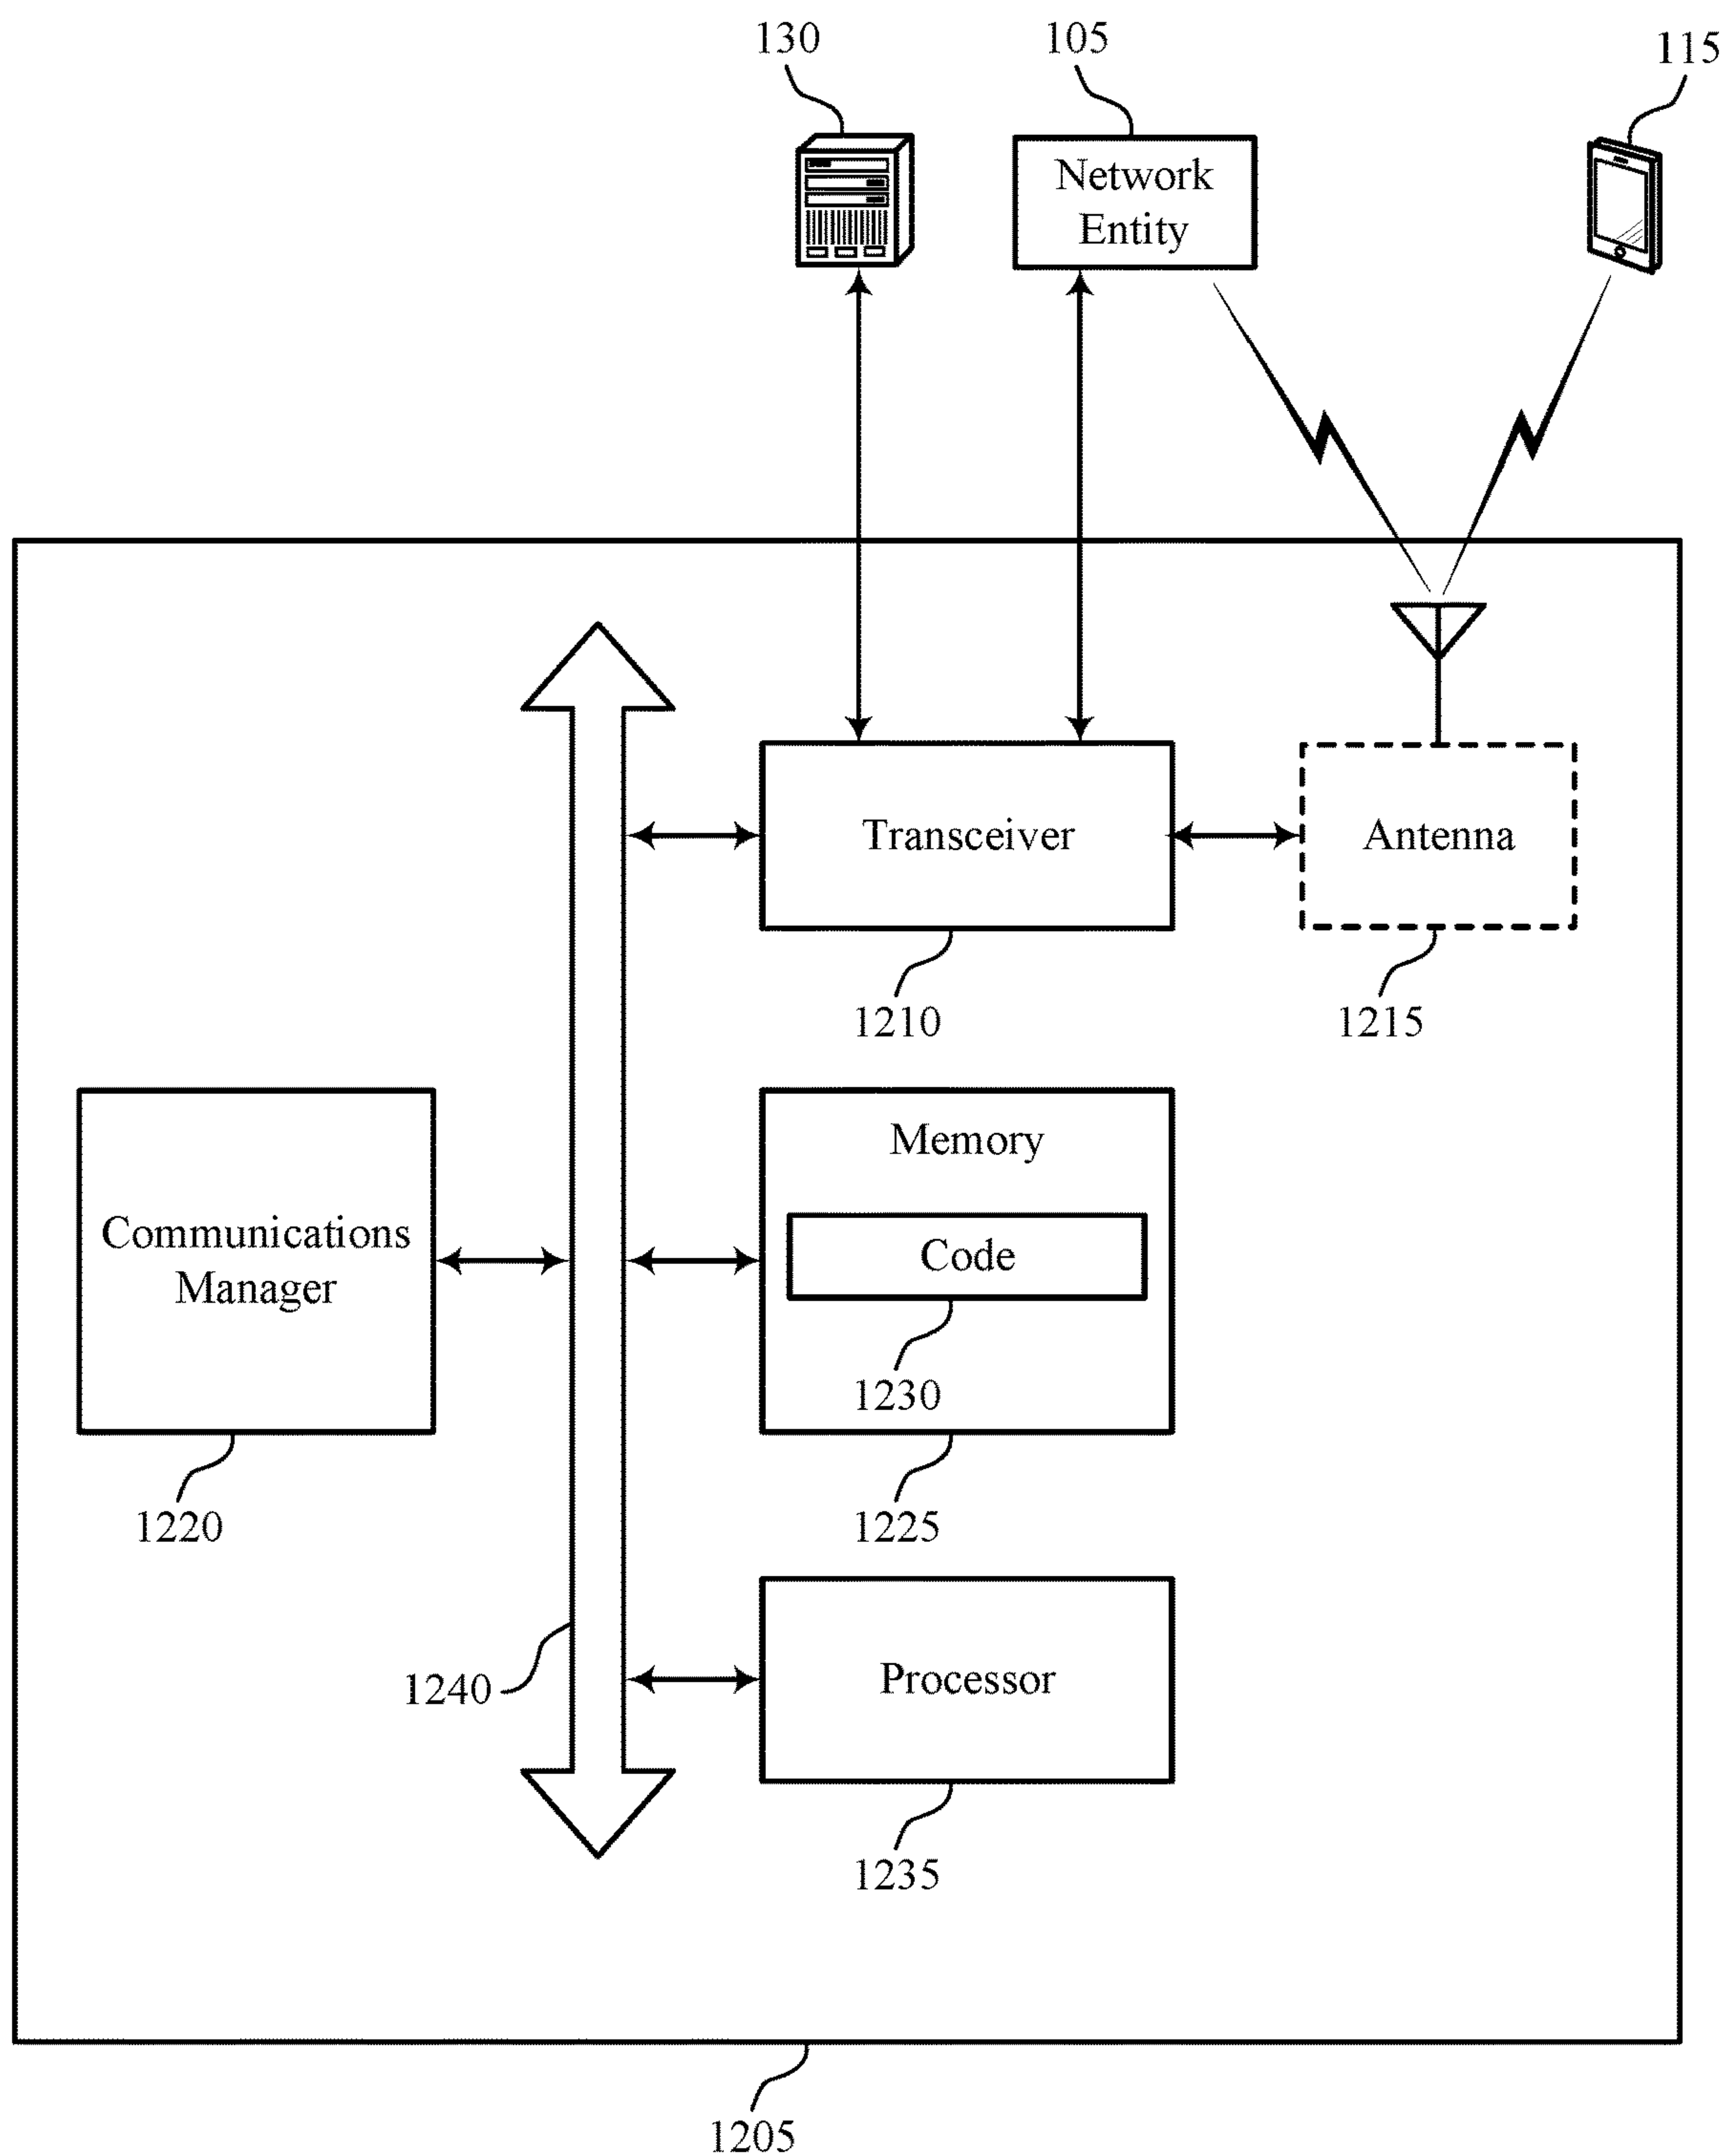 130
105
115
Network
Entity
Transceiver
Antenna
1210
1215
Memory
Communications
Manager
Code
1230
1220
1225
1240
Processor
1235
1205